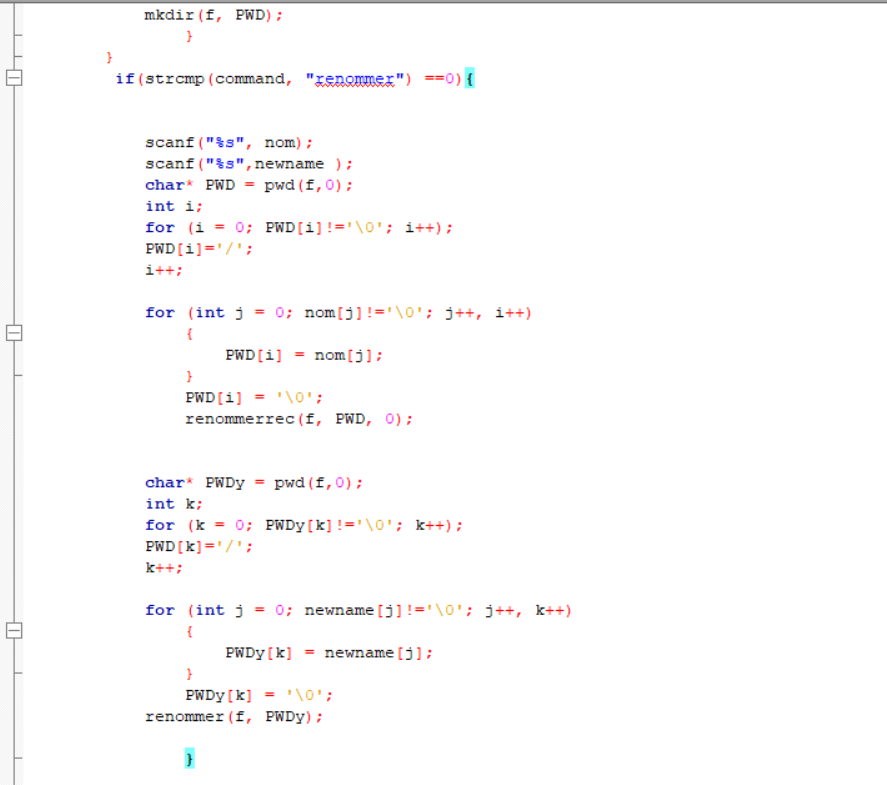 mkdir(f, PWD);
}
}
if(strcmp(command, "renommer") ==0){
scanf("%s", nom);
scanf("%s",newname );
char* PWD = pwd(f,0);
int i;
for (i = 0; PWD[i]!='\0'; i++);
PWD[i]='/';
i++;
for (int j = 0; nom[j]!='\0'; j++, i++)
{
PWD[i] = nom[j];
}
PWD[i] = '\0';
renommerrec(f, PWD, 0);
char* PWDy = pwd(f,0);
int k;
for (k = 0; PWDy[k]!='\0'; k++);
PWD[k]='/';
k++;
for (int j = 0; newname[j]!='\0'; j++, k++)
{
PWDy[k] = newname[j];
}
PWDy[k] = '\0';
renommer(f, PWDy);
}